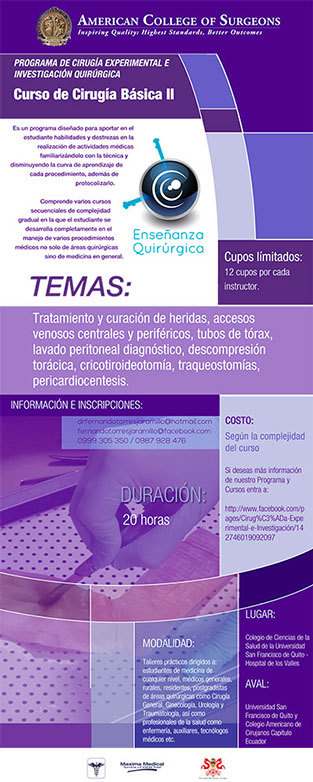 AMERICAN COLLEGE OF SURGEONS
Inspiring Quality: Highest Standards, Better Outcomes
PROGRAMA DE CIRUGÍA EXPERIMENTAL E
INVESTIGACIÓN QUIRÚRGICA
Curso de Cirugía Básica II
Es un programa diseñado para aportar en el
estudiante habilidades y destrezas en la
realización de actividades médicas
familiarizándolo con la técnica y
disminuyendo la curva de aprendizaje de
cada procedimiento, además de
protocolizarlo.
Comprende varios cursos
secuenciales de complejidad
gradual en la que el estudiante se
desarrolla completamente en el
manejo de varios procedimientos
médicos no solo de áreas quirúrgicas
sino de medicina en general.
Enseñanza
Quirúrgica
Cupos límitados:
12 cupos por cada
instructor.
TEMAS:
Tratamiento y curación de heridas, accesos
venosos centrales y periféricos, tubos de tórax,
lavado peritoneal diagnóstico, descompresión
torácica, cricotiroideotomía, traqueostomías,
pericardiocentesis.
INFORMACIÓN E INSCRIPCIONES:
drfernandotorresjaramillo@hotmail.com
fernandotorresjaramillo@facebook.com
0999 305 350 / 0987 928 476
COSTO:
Según la complejidad
del curso
Si deseas más información
de nuestro Programa y
Cursos entra a:
http://www.facebook.com/p
ages/Cirug%C3%ADa-Expe
rimental-e-Investigación/14
2746019092097
DURACIÓN:
20 horas
MODALIDAD:
Talleres prácticos dirigidos a:
estudiantes de medicina de
cualquier nivel, médicos generales,
rurales, residentes, postgradistas
de áreas quirúrgicas como Cirugía
General, Ginecología, Urología y
Traumatología, así como
profesionales de la salud como
enfermería, auxiliares, tecnólogos
médicos etc.
LUGAR:
Colegio de Ciencias de la
Salud de la Universidad
San Francisco de Quito -
Hospital de los Valles
AVAL:
Universidad San
Francisco de Quito y
Colegio Americano de
Cirujanos Capítulo
Ecuador
Maxima Medical